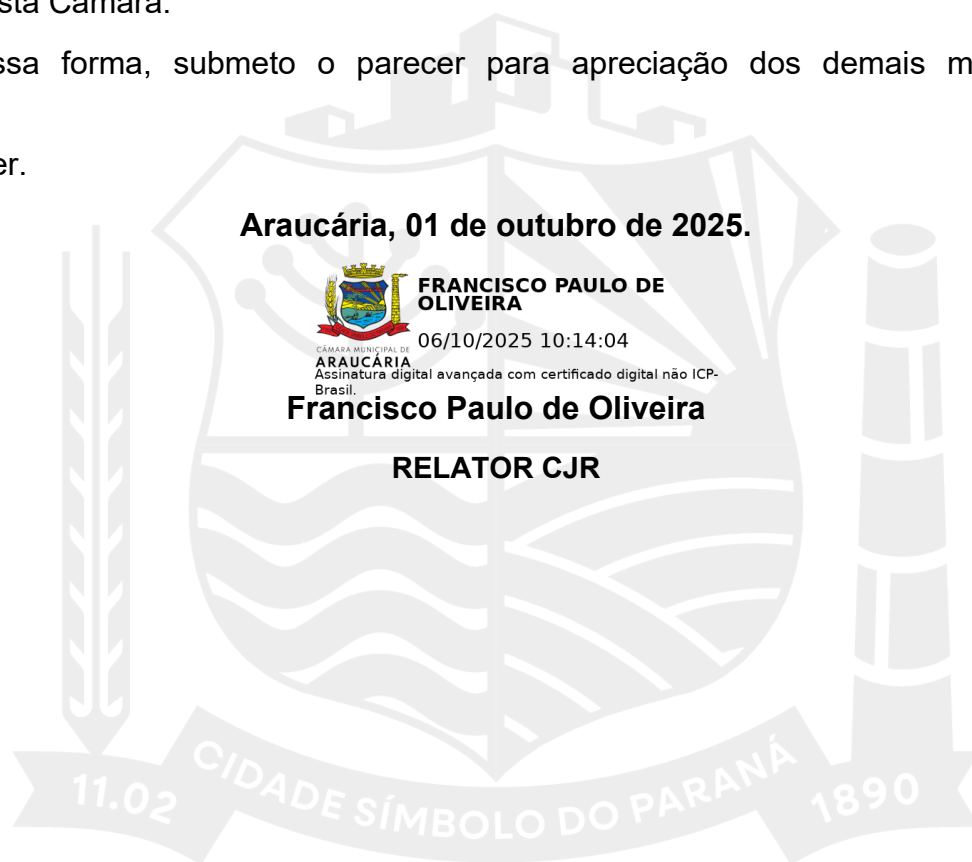 sta Câmara.
ssa forma, submeto o parecer para apreciação dos demais m
er.
Araucária, 01 de outubro de 2025.
FRANCISCO PAULO DE
OLIVEIRA
06/10/2025 10:14:04
CÂMARA MUNICIPAL DE
ARAUCÁRIA
Assinatura digital avançada com certificado digital não ICP-
Brasil.
Francisco Paulo de Oliveira
RELATOR CJR
11.02 CIDADE SÍMBOLO DO PARANÁ 1890